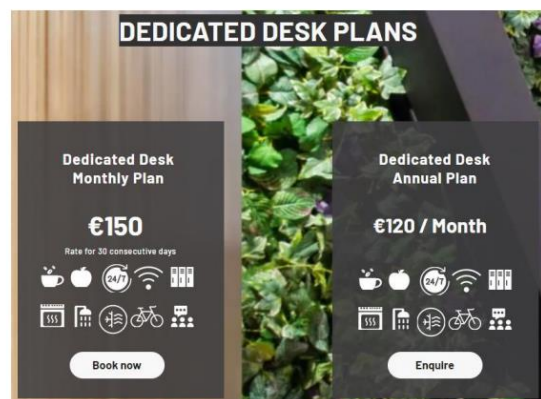 DEDICATED DESK PLANS
Dedicated Desk
Monthly Plan
€150
Rate for 30 consecutive days
24/7
Book now
Dedicated Desk
Annual Plan
€120 / Month
24/7
Enquire